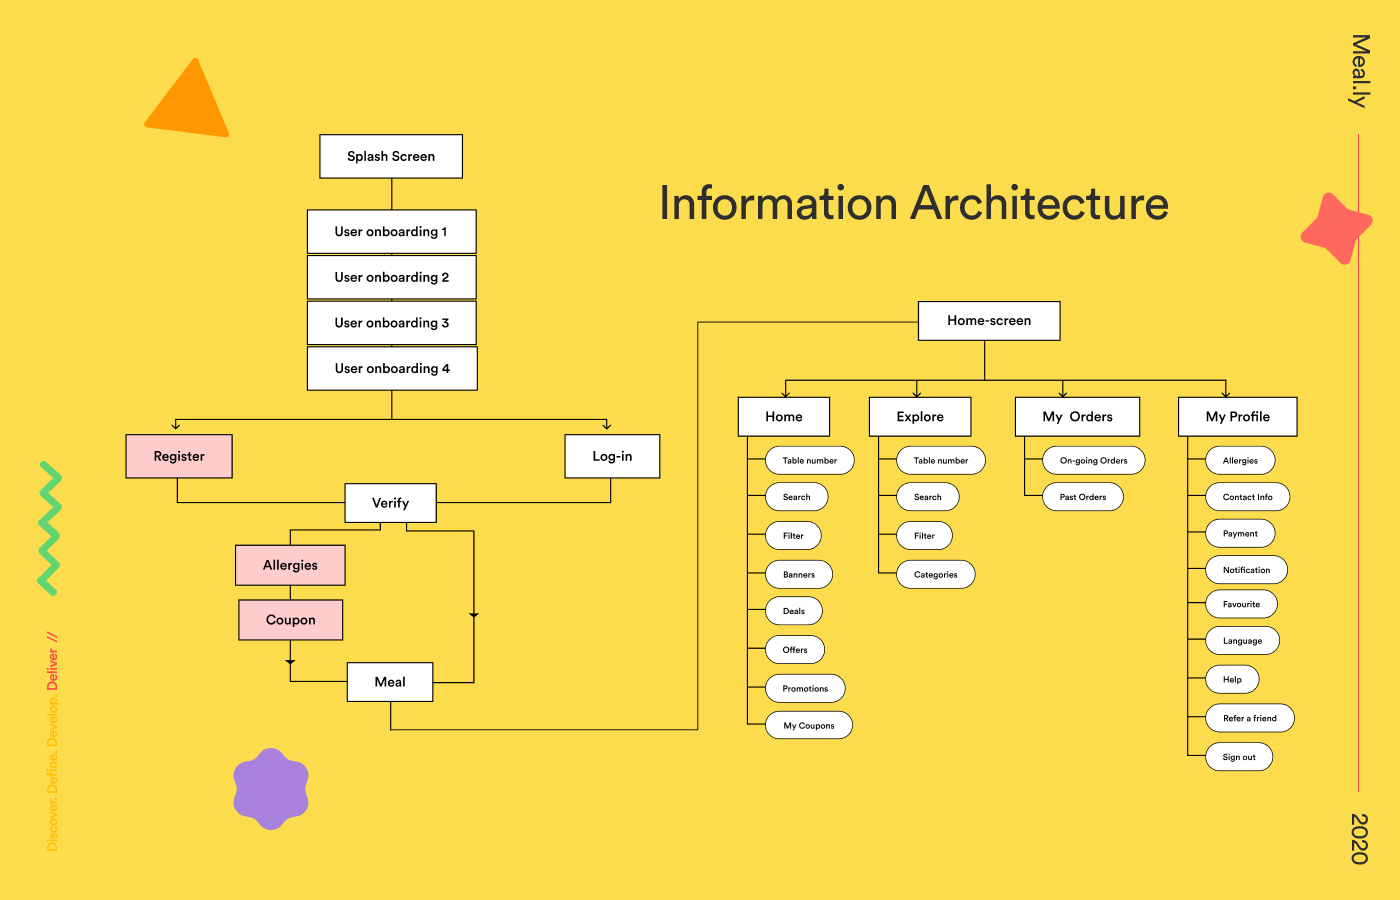 Meal.ly
Information Architecture
Splash Screen
User onboarding 1
User onboarding 2
User onboarding 3
User onboarding 4
Register
Log-in
Verify
Allergies
Coupon
Meal
Home-screen
Home
Table number
Search
Filter
Banners
Deals
Offers
Promotions
My Coupons
Explore
Table number
Search
Filter
Categories
My Orders
On-going Orders
Past Orders
My Profile
Allergies
Contact Info
Payment
Notification
Favourite
Language
Help
Refer a friend
Sign out
Discover. Define. Develop. Deliver //
2020